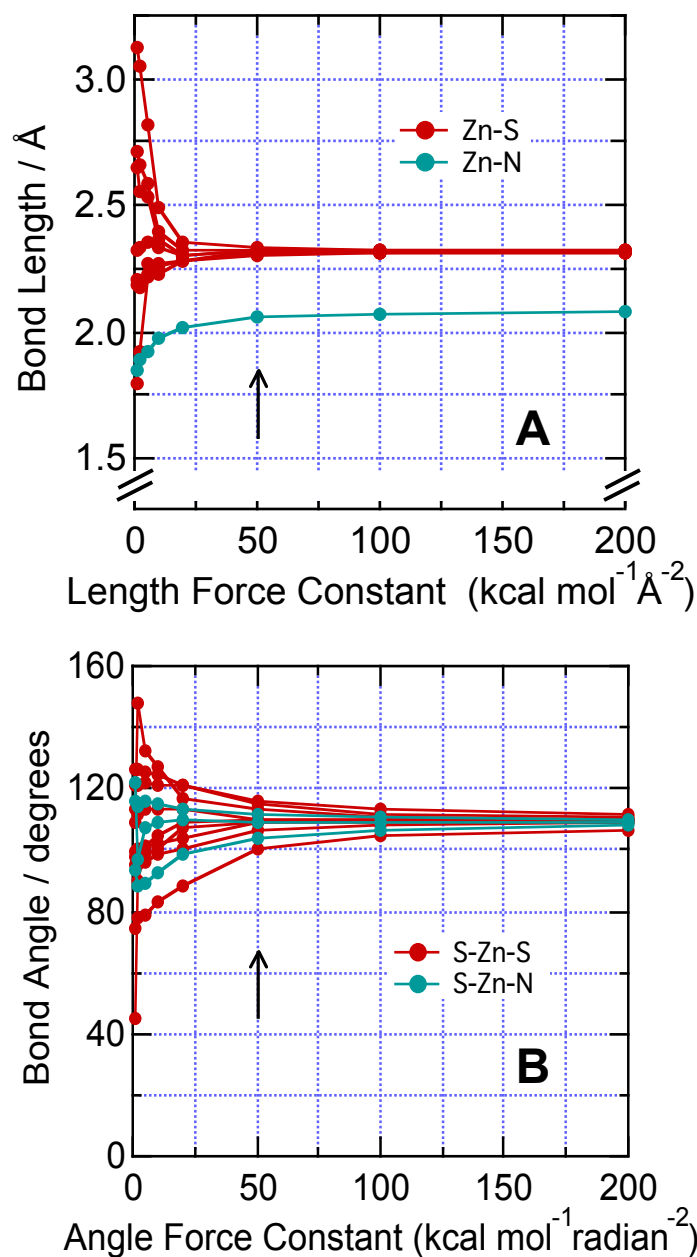 3.0
2.5
2.0
1.5
Bond Length / Å
Zn-S
Zn-N
A
0 50 100 150 200
Length Force Constant (kcal mol⁻¹Å⁻²)
160
120
80
40
0
Bond Angle / degrees
S-Zn-S
S-Zn-N
B
0 50 100 150 200
Angle Force Constant (kcal mol⁻¹radian⁻²)